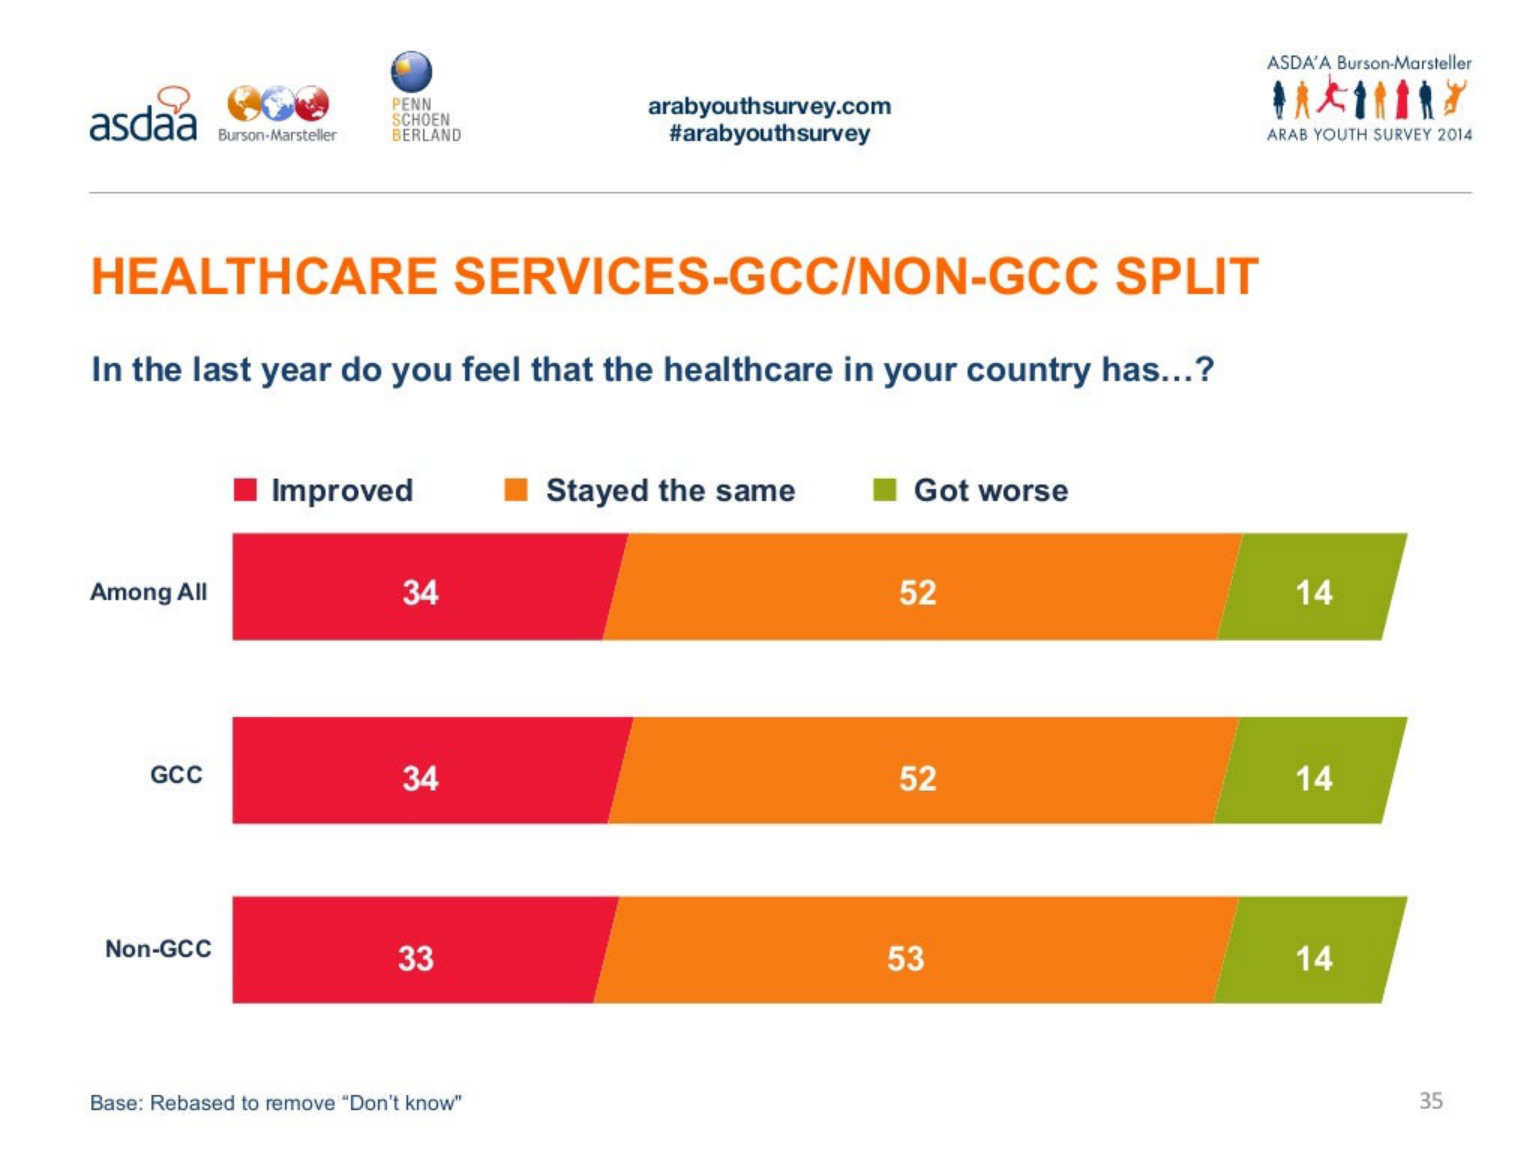 asdaa
Burson-Marsteller
PENN
SCHOEN
BERLAND
arabyouthsurvey.com
#arabyouthsurvey
ASDA'A Burson-Marsteller
ARAB YOUTH SURVEY 2014
HEALTHCARE SERVICES-GCC/NON-GCC SPLIT
In the last year do you feel that the healthcare in your country has...?
Improved Stayed the same Got worse
Among All 34 52 14
GCC 34 52 14
Non-GCC 33 53 14
Base: Rebased to remove “Don’t know"
35